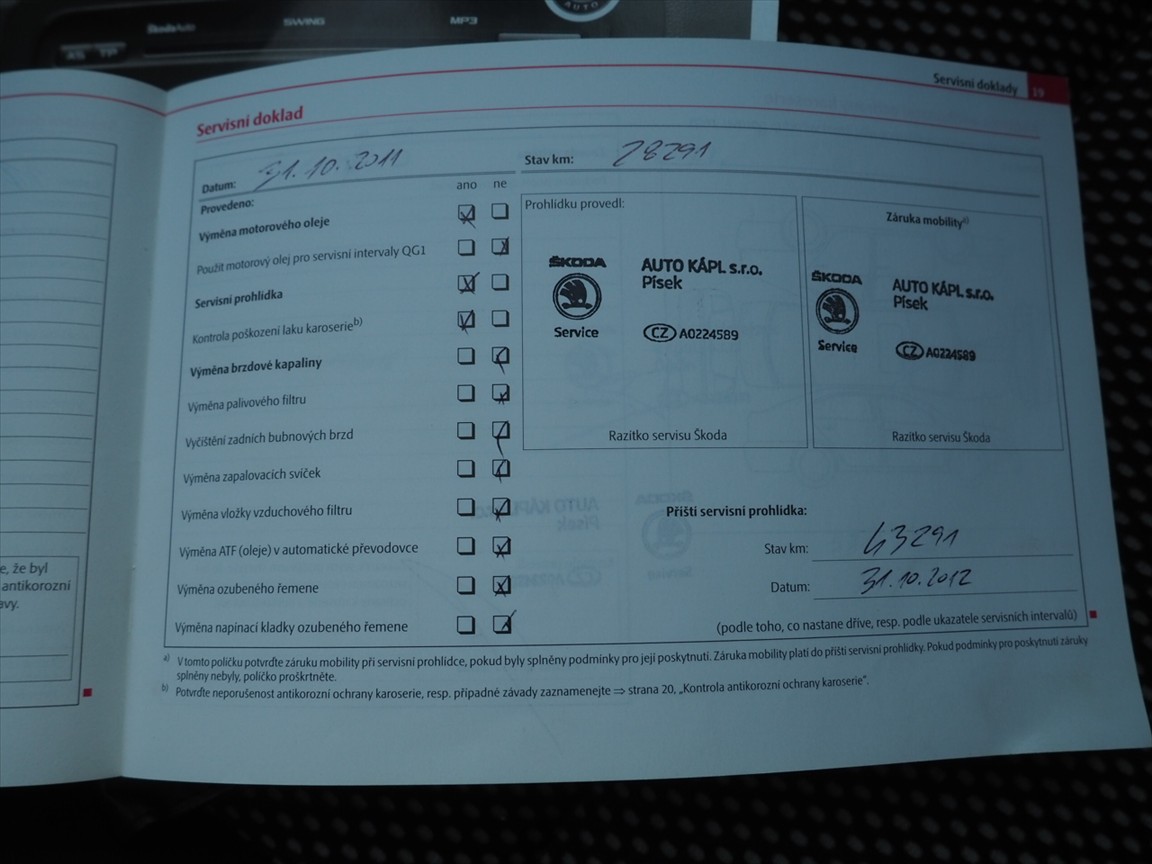 SkodaAuto
SWING
MP3
AUTO
AS
TP
Servisní doklady 19
Servisní doklad
Datum: 31.10.2011
Stav km: 28291
Provedeno:
ano ne
Výměna motorového oleje
Použit motorový olej pro servisní intervaly QG1
Servisní prohlídka
Kontrola poškození laku karoserie b)
Výměna brzdové kapaliny
Výměna palivového filtru
Vyčištění zadních bubnových brzd
Výměna zapalovacích svíček
Výměna vložky vzduchového filtru
Výměna ATF (oleje) v automatické převodovce
Výměna ozubeného řemene
Výměna napínací kladky ozubeného řemene
Prohlídku provedl:
ŠKODA
Service
AUTO KÁPL s.r.o.
Písek
CZ A0224589
Razítko servisu Škoda
Záruka mobility a)
ŠKODA
Service
AUTO KÁPL s.r.o.
Písek
CZ A0224589
Razítko servisu Škoda
Příští servisní prohlídka:
Stav km: 43291
Datum: 31.10.2012
(podle toho, co nastane dříve, resp. podle ukazatele servisních intervalů)
a) V tomto políčku potvrďte záruku mobility při servisní prohlídce, pokud byly splněny podmínky pro její poskytnutí. Záruka mobility platí do příští servisní prohlídky. Pokud podmínky pro poskytnutí záruky
splněny nebyly, políčko proškrtněte.
b) Potvrďte neporušenost antikorozní ochrany karoserie, resp. případné závady zaznamenejte ⇒ strana 20, „Kontrola antikorozní ochrany karoserie“.
e, že byl
antikorozní
avy.